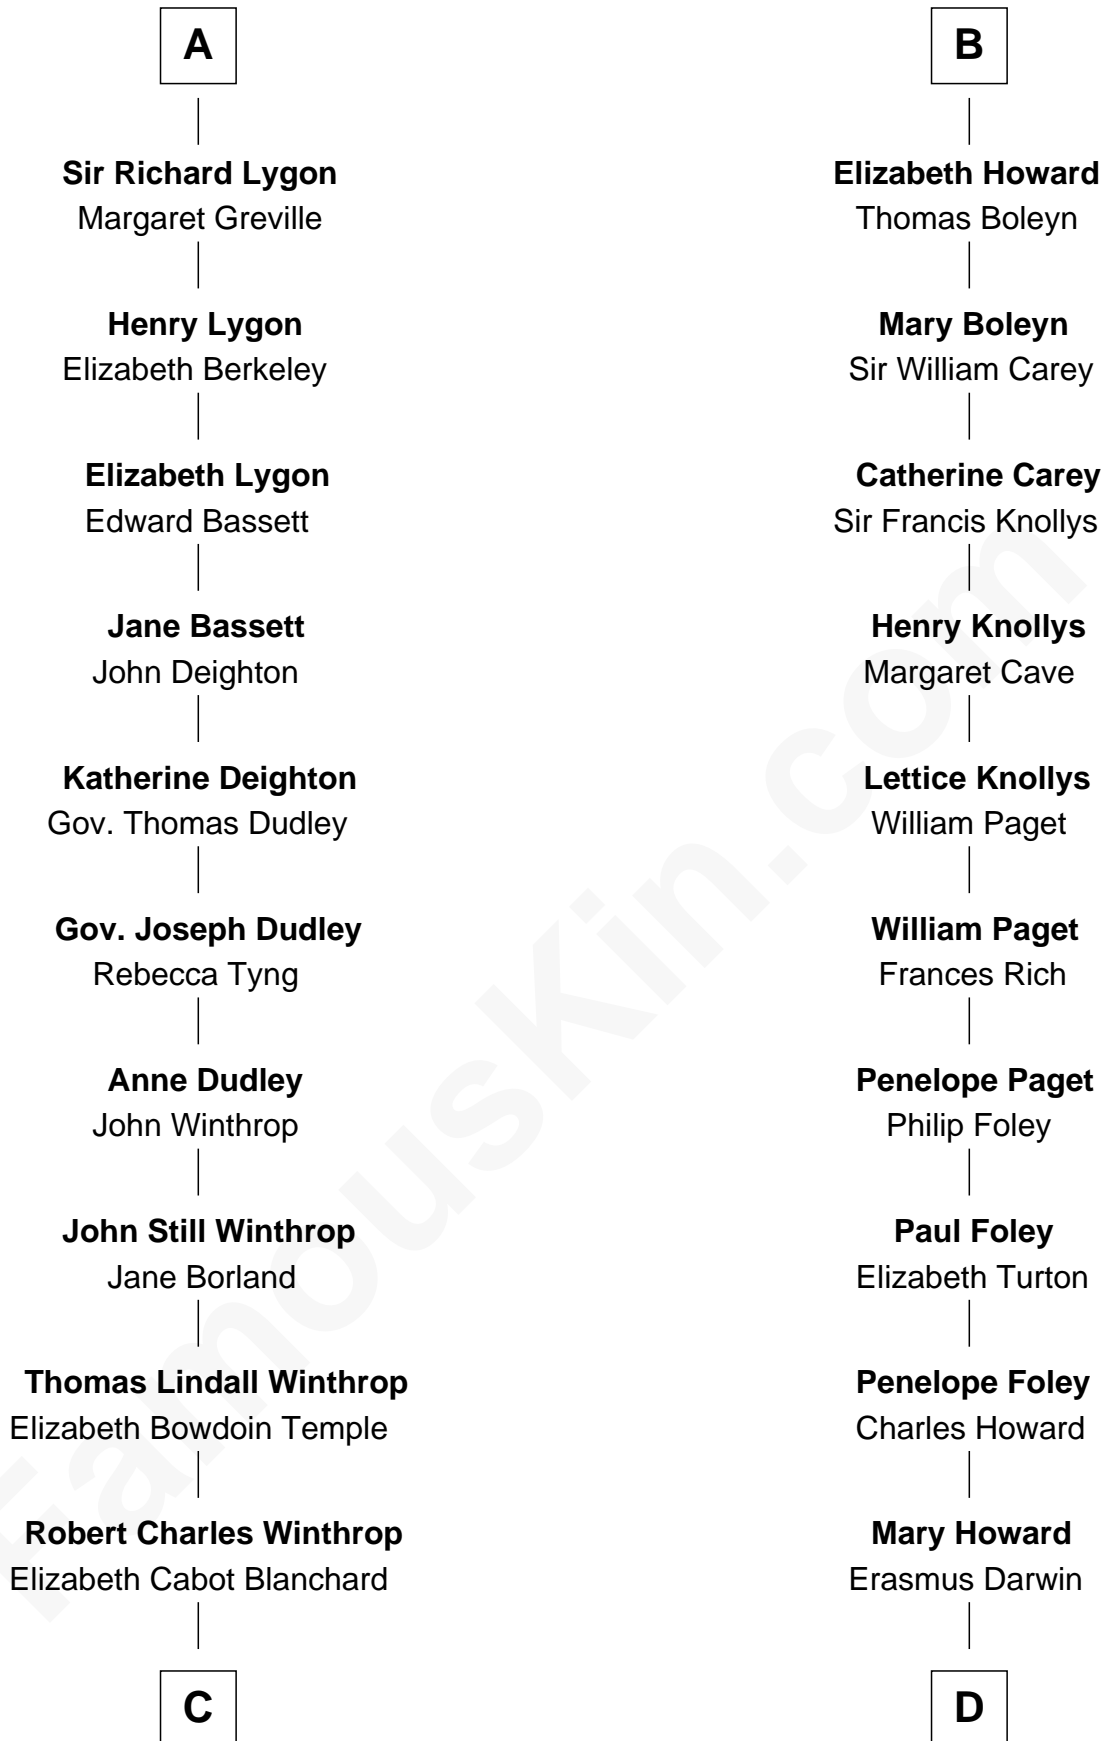 A
Sir Richard Lygon
Margaret Greville
Henry Lygon
Elizabeth Berkeley
Elizabeth Lygon
Edward Bassett
Jane Bassett
John Deighton
Katherine Deighton
Gov. Thomas Dudley
Gov. Joseph Dudley
Rebecca Tyng
Anne Dudley
John Winthrop
John Still Winthrop
Jane Borland
Thomas Lindall Winthrop
Elizabeth Bowdoin Temple
Robert Charles Winthrop
Elizabeth Cabot Blanchard
C
B
Elizabeth Howard
Thomas Boleyn
Mary Boleyn
Sir William Carey
Catherine Carey
Sir Francis Knollys
Henry Knollys
Margaret Cave
Lettice Knollys
William Paget
William Paget
Frances Rich
Penelope Paget
Philip Foley
Paul Foley
Elizabeth Turton
Penelope Foley
Charles Howard
Mary Howard
Erasmus Darwin
D
FamousKin.com